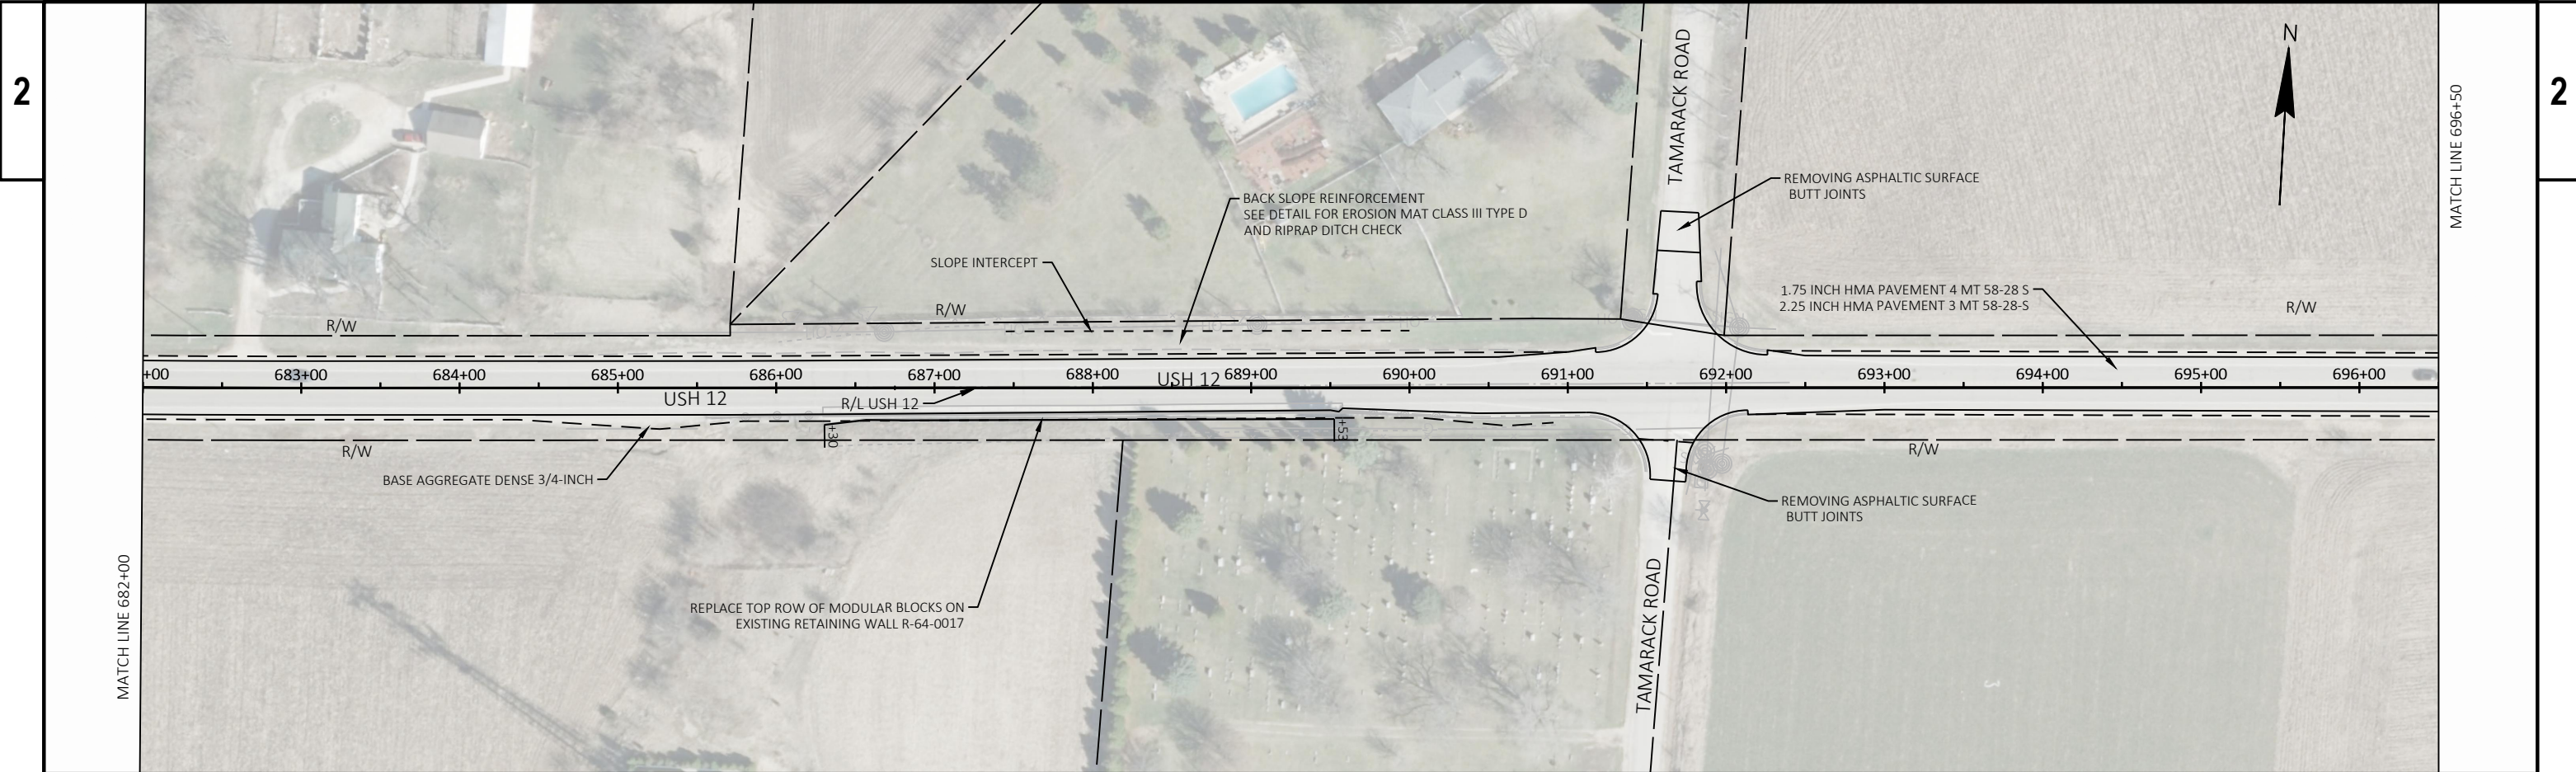 2
2
N
MATCH LINE 682+00
MATCH LINE 696+50
TAMARACK ROAD
REMOVING ASPHALTIC SURFACE
BUTT JOINTS
BACK SLOPE REINFORCEMENT
SEE DETAIL FOR EROSION MAT CLASS III TYPE D
AND RIPRAP DITCH CHECK
SLOPE INTERCEPT
1.75 INCH HMA PAVEMENT 4 MT 58-28 S
2.25 INCH HMA PAVEMENT 3 MT 58-28-S
R/W
R/W
R/W
+00 683+00 684+00 685+00 686+00 687+00 688+00 689+00 690+00 691+00 692+00 693+00 694+00 695+00 696+00
USH 12
USH 12
R/L USH 12
+30
+53
R/W
R/W
BASE AGGREGATE DENSE 3/4-INCH
REMOVING ASPHALTIC SURFACE
BUTT JOINTS
REPLACE TOP ROW OF MODULAR BLOCKS ON
EXISTING RETAINING WALL R-64-0017
TAMARACK ROAD